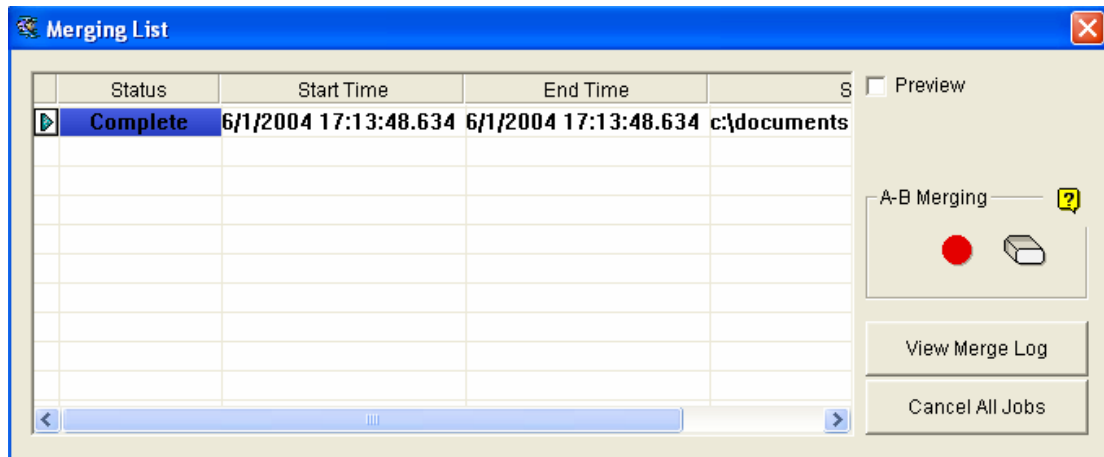 Merging List
Status Start Time End Time S
Complete 6/1/2004 17:13:48.634 6/1/2004 17:13:48.634 c:\documents
Preview
A-B Merging ?
View Merge Log
Cancel All Jobs